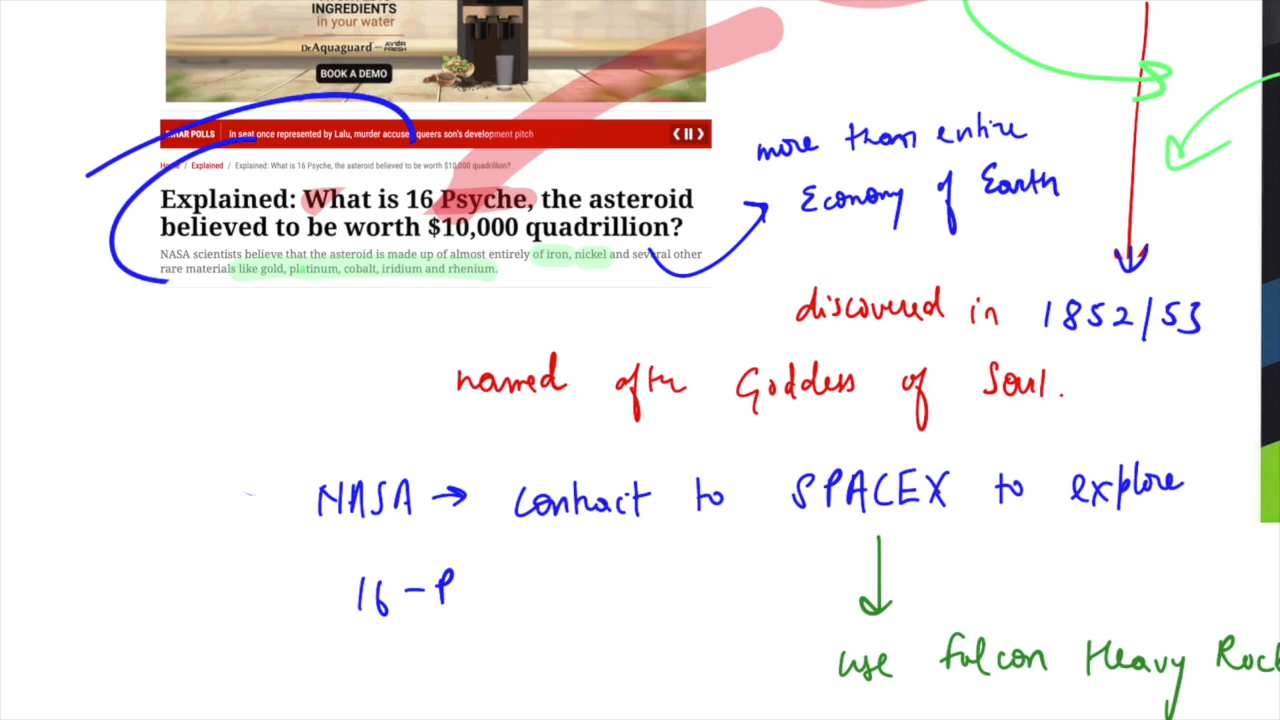 INGREDIENTS
in your water
Dr. Aquaguard
BOOK A DEMO
BIHAR POLLS In seat once represented by Lalu, murder accused queers son's development pitch
Home / Explained / Explained: What is 16 Psyche, the asteroid believed to be worth $10,000 quadrillion?
Explained: What is 16 Psyche, the asteroid
believed to be worth $10,000 quadrillion?
NASA scientists believe that the asteroid is made up of almost entirely of iron, nickel and several other
rare materials like gold, platinum, cobalt, iridium and rhenium.
more than entire
Economy of Earth
discovered in 1852/53
named after Goddess of Soul.
NASA → contract to SPACEX to explore
16-P
use Falcon Heavy Rock